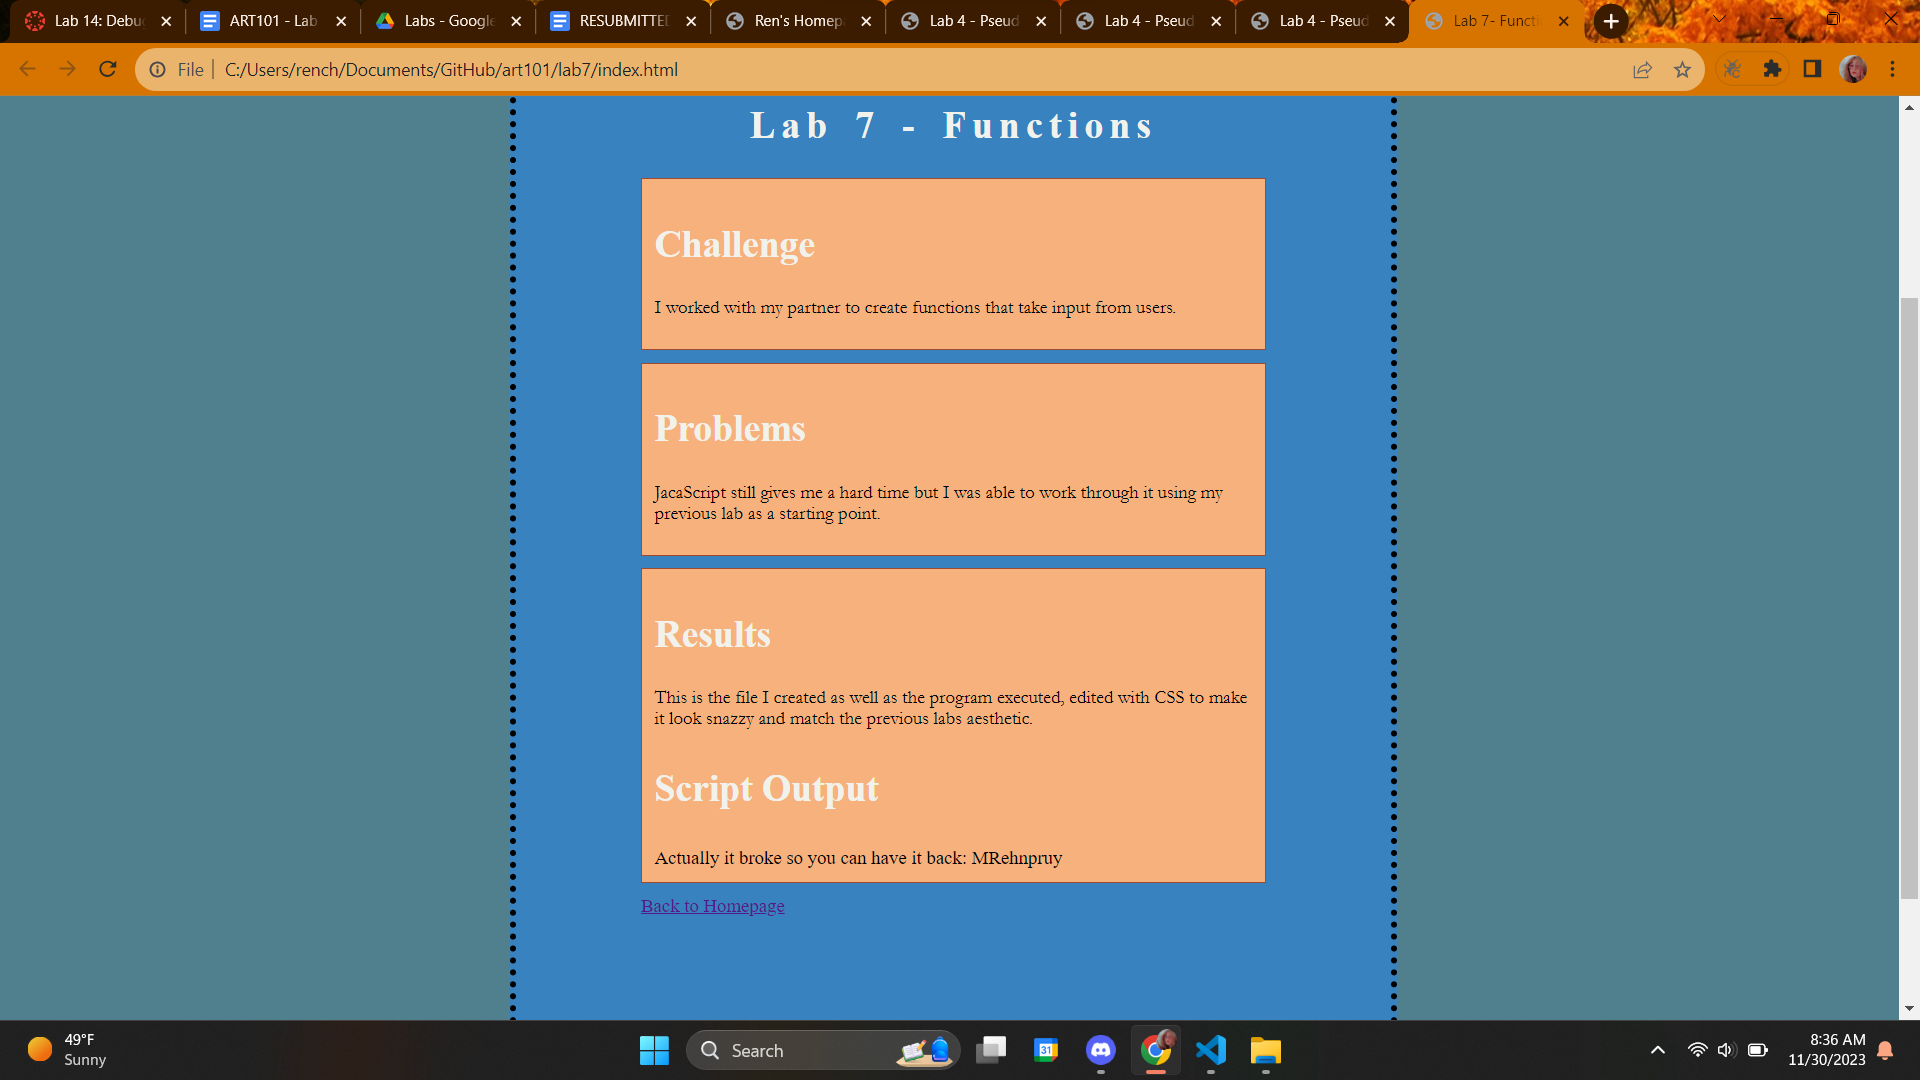 Lab 14: Debu
ART101 - Lab
Labs - Google
RESUBMITTED
Ren's Homep
Lab 4 - Pseud
Lab 4 - Pseud
Lab 4 - Pseud
Lab 7- Functi
File
C:/Users/rench/Documents/GitHub/art101/lab7/index.html
Lab 7 - Functions
Challenge
I worked with my partner to create functions that take input from users.
Problems
JacaScript still gives me a hard time but I was able to work through it using my
previous lab as a starting point.
Results
This is the file I created as well as the program executed, edited with CSS to make
it look snazzy and match the previous labs aesthetic.
Script Output
Actually it broke so you can have it back: MRehnpruy
Back to Homepage
49°F
Sunny
Search
31
8:36 AM
11/30/2023